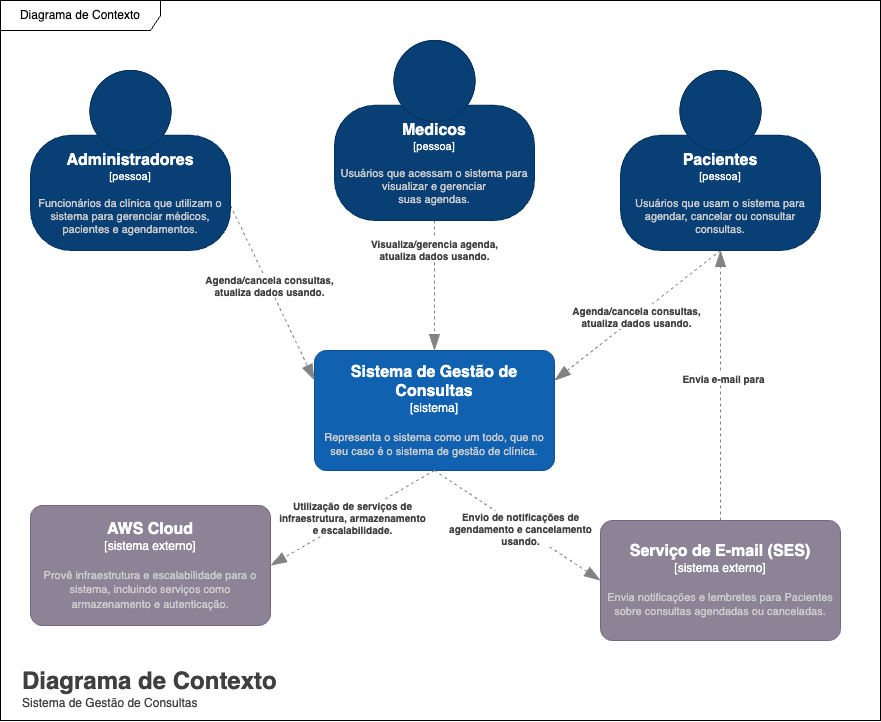 Diagrama de Contexto
Administradores
[pessoa]
Funcionários da clínica que utilizam o
sistema para gerenciar médicos,
pacientes e agendamentos.
Medicos
[pessoa]
Usuários que acessam o sistema para
visualizar e gerenciar
suas agendas.
Pacientes
[pessoa]
Usuários que usam o sistema para
agendar, cancelar ou consultar
consultas.
Agenda/cancela consultas,
atualiza dados usando.
Visualiza/gerencia agenda,
atualiza dados usando.
Agenda/cancela consultas,
atualiza dados usando.
Envia e-mail para
Sistema de Gestão de
Consultas
[sistema]
Representa o sistema como um todo, que no
seu caso é o sistema de gestão de clínica.
Utilização de serviços de
infraestrutura, armazenamento
e escalabilidade.
Envio de notificações de
agendamento e cancelamento
usando.
AWS Cloud
[sistema externo]
Provê infraestrutura e escalabilidade para o
sistema, incluindo serviços como
armazenamento e autenticação.
Serviço de E-mail (SES)
[sistema externo]
Envia notificações e lembretes para Pacientes
sobre consultas agendadas ou canceladas.
Diagrama de Contexto
Sistema de Gestão de Consultas